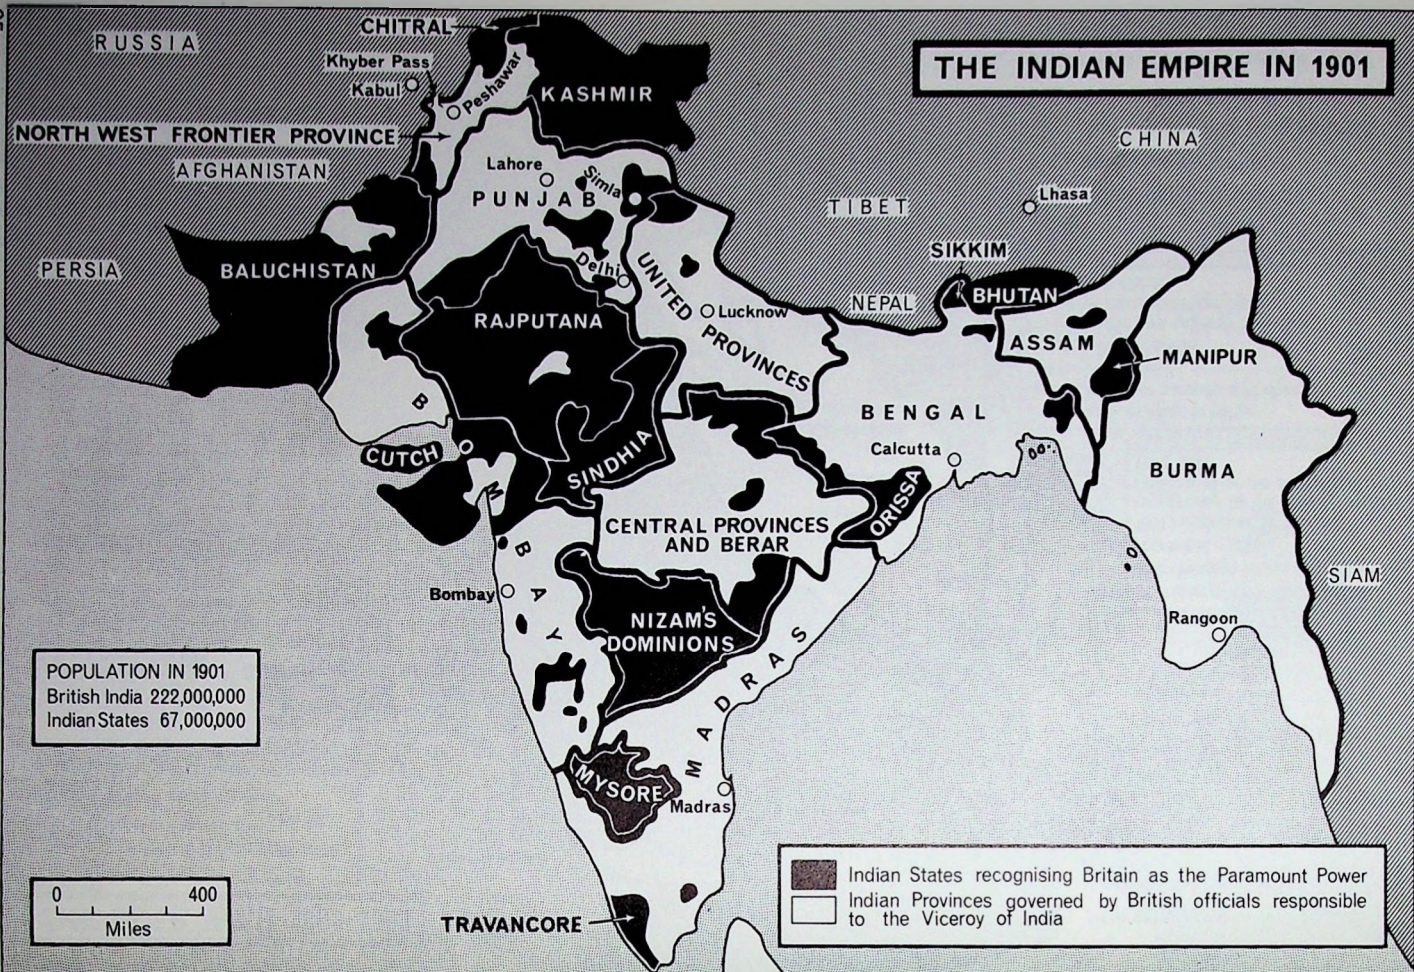 THE INDIAN EMPIRE IN 1901
RUSSIA
CHITRAL
Khyber Pass
Kabul
Peshawar
KASHMIR
NORTH WEST FRONTIER PROVINCE
AFGHANISTAN
CHINA
Lahore
Simla
PUNJAB
TIBET
Lhasa
PERSIA
BALUCHISTAN
Delhi
UNITED PROVINCES
SIKKIM
NEPAL
BHUTAN
RAJPUTANA
Lucknow
ASSAM
MANIPUR
BENGAL
CUTCH
SINDHIA
Calcutta
BURMA
ORISSA
CENTRAL PROVINCES
AND BERAR
BOMBAY
Bombay
SIAM
NIZAM'S
DOMINIONS
Rangoon
MADRAS
POPULATION IN 1901
British India 222,000,000
Indian States 67,000,000
MYSORE
Madras
0 400
Miles
TRAVANCORE
Indian States recognising Britain as the Paramount Power
Indian Provinces governed by British officials responsible
to the Viceroy of India